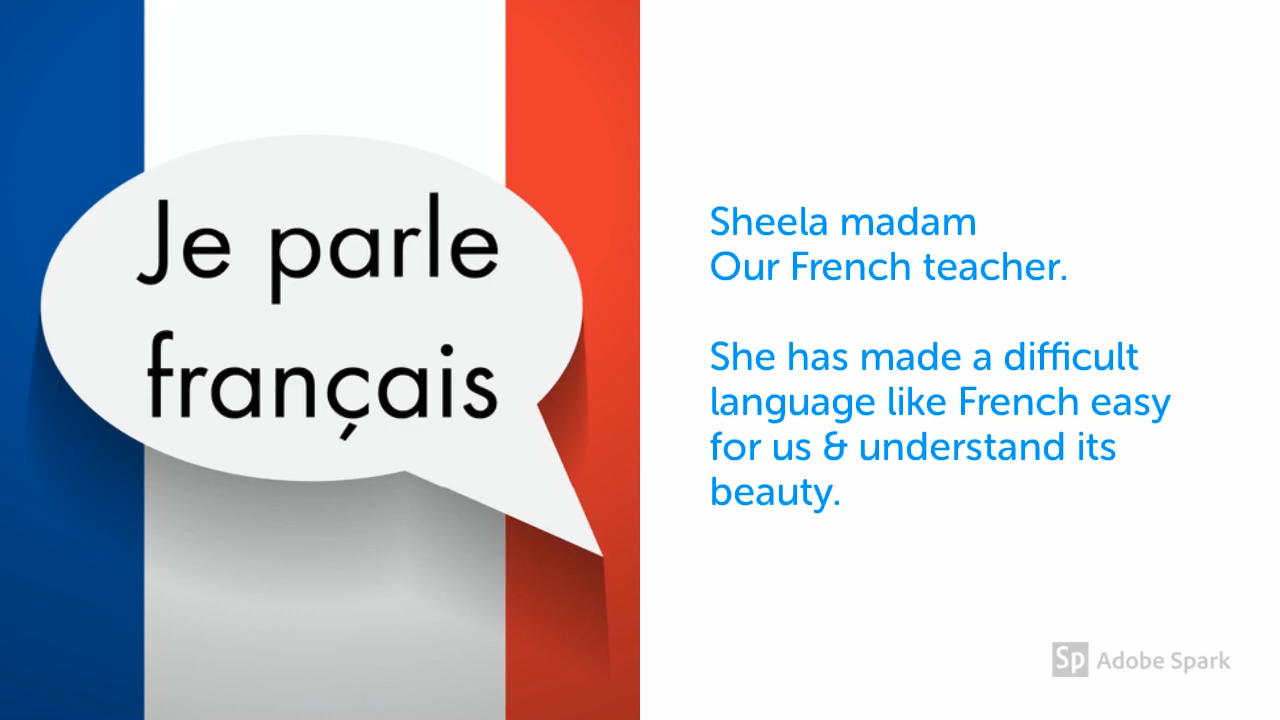 Je parle
français
Sheela madam
Our French teacher.
She has made a difficult
language like French easy
for us & understand its
beauty.
Sp Adobe Spark